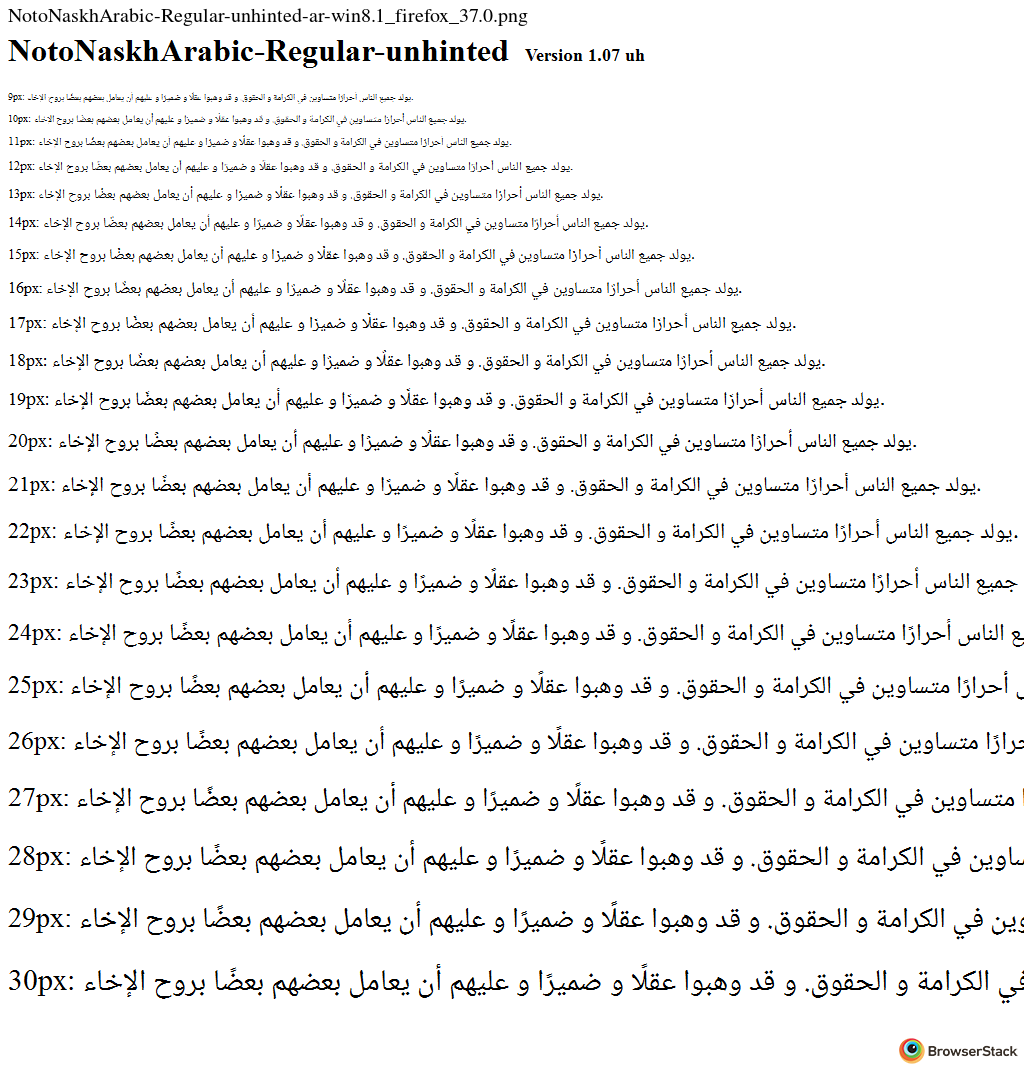 NotoNaskhArabic-Regular-unhinted-ar-win8.1_firefox_37.0.png
NotoNaskhArabic-Regular-unhinted Version 1.07 uh
9px: يولد جميع الناس أحرارًا متساوين في الكرامة و الحقوق. و قد وهبوا عقلًا و ضميرًا و عليهم أن يعامل بعضهم بعضًا بروح الإخاء.
10px: يولد جميع الناس أحرارًا متساوين في الكرامة و الحقوق. و قد وهبوا عقلًا و ضميرًا و عليهم أن يعامل بعضهم بعضًا بروح الإخاء.
11px: يولد جميع الناس أحرارًا متساوين في الكرامة و الحقوق. و قد وهبوا عقلًا و ضميرًا و عليهم أن يعامل بعضهم بعضًا بروح الإخاء.
12px: يولد جميع الناس أحرارًا متساوين في الكرامة و الحقوق. و قد وهبوا عقلًا و ضميرًا و عليهم أن يعامل بعضهم بعضًا بروح الإخاء.
13px: يولد جميع الناس أحرارًا متساوين في الكرامة و الحقوق. و قد وهبوا عقلًا و ضميرًا و عليهم أن يعامل بعضهم بعضًا بروح الإخاء.
14px: يولد جميع الناس أحرارًا متساوين في الكرامة و الحقوق. و قد وهبوا عقلًا و ضميرًا و عليهم أن يعامل بعضهم بعضًا بروح الإخاء.
15px: يولد جميع الناس أحرارًا متساوين في الكرامة و الحقوق. و قد وهبوا عقلًا و ضميرًا و عليهم أن يعامل بعضهم بعضًا بروح الإخاء.
16px: يولد جميع الناس أحرارًا متساوين في الكرامة و الحقوق. و قد وهبوا عقلًا و ضميرًا و عليهم أن يعامل بعضهم بعضًا بروح الإخاء.
17px: يولد جميع الناس أحرارًا متساوين في الكرامة و الحقوق. و قد وهبوا عقلًا و ضميرًا و عليهم أن يعامل بعضهم بعضًا بروح الإخاء.
18px: يولد جميع الناس أحرارًا متساوين في الكرامة و الحقوق. و قد وهبوا عقلًا و ضميرًا و عليهم أن يعامل بعضهم بعضًا بروح الإخاء.
19px: يولد جميع الناس أحرارًا متساوين في الكرامة و الحقوق. و قد وهبوا عقلًا و ضميرًا و عليهم أن يعامل بعضهم بعضًا بروح الإخاء.
20px: يولد جميع الناس أحرارًا متساوين في الكرامة و الحقوق. و قد وهبوا عقلًا و ضميرًا و عليهم أن يعامل بعضهم بعضًا بروح الإخاء.
21px: يولد جميع الناس أحرارًا متساوين في الكرامة و الحقوق. و قد وهبوا عقلًا و ضميرًا و عليهم أن يعامل بعضهم بعضًا بروح الإخاء.
22px: يولد جميع الناس أحرارًا متساوين في الكرامة و الحقوق. و قد وهبوا عقلًا و ضميرًا و عليهم أن يعامل بعضهم بعضًا بروح الإخاء.
23px: جميع الناس أحرارًا متساوين في الكرامة و الحقوق. و قد وهبوا عقلًا و ضميرًا و عليهم أن يعامل بعضهم بعضًا بروح الإخاء
24px: الناس أحرارًا متساوين في الكرامة و الحقوق. و قد وهبوا عقلًا و ضميرًا و عليهم أن يعامل بعضهم بعضًا بروح الإخاء
25px: أحرارًا متساوين في الكرامة و الحقوق. و قد وهبوا عقلًا و ضميرًا و عليهم أن يعامل بعضهم بعضًا بروح الإخاء
26px: متساوين في الكرامة و الحقوق. و قد وهبوا عقلًا و ضميرًا و عليهم أن يعامل بعضهم بعضًا بروح الإخاء
27px: متساوين في الكرامة و الحقوق. و قد وهبوا عقلًا و ضميرًا و عليهم أن يعامل بعضهم بعضًا بروح الإخاء
28px: في الكرامة و الحقوق. و قد وهبوا عقلًا و ضميرًا و عليهم أن يعامل بعضهم بعضًا بروح الإخاء
29px: في الكرامة و الحقوق. و قد وهبوا عقلًا و ضميرًا و عليهم أن يعامل بعضهم بعضًا بروح الإخاء
30px: في الكرامة و الحقوق. و قد وهبوا عقلًا و ضميرًا و عليهم أن يعامل بعضهم بعضًا بروح الإخاء
BrowserStack